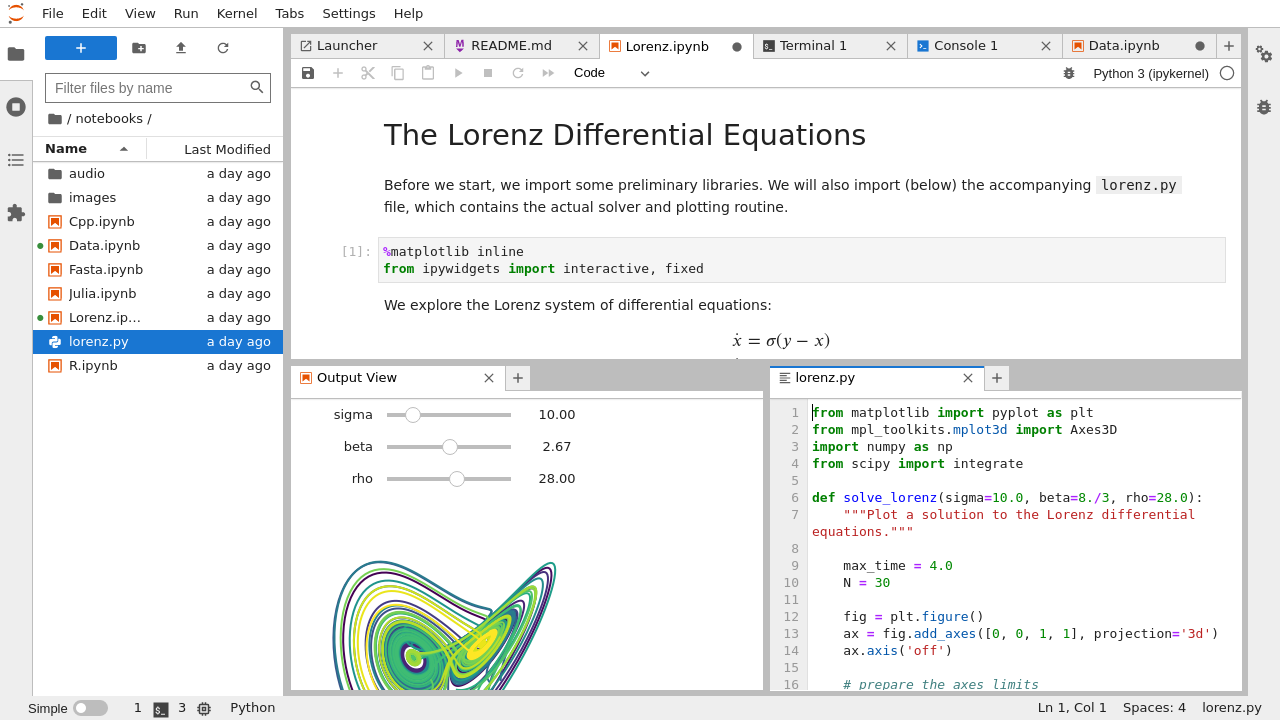 File Edit View Run Kernel Tabs Settings Help
Filter files by name
/ notebooks /
Name Last Modified
audio a day ago
images a day ago
Cpp.ipynb a day ago
Data.ipynb a day ago
Fasta.ipynb a day ago
Julia.ipynb a day ago
Lorenz.ip... a day ago
lorenz.py a day ago
R.ipynb a day ago
Launcher README.md Lorenz.ipynb Terminal 1 Console 1 Data.ipynb
Code Python 3 (ipykernel)
The Lorenz Differential Equations
Before we start, we import some preliminary libraries. We will also import (below) the accompanying lorenz.py
file, which contains the actual solver and plotting routine.
[1]: %matplotlib inline
from ipywidgets import interactive, fixed
We explore the Lorenz system of differential equations:
ẋ = σ(y − x)
Output View
sigma 10.00
beta 2.67
rho 28.00
lorenz.py
1 from matplotlib import pyplot as plt
2 from mpl_toolkits.mplot3d import Axes3D
3 import numpy as np
4 from scipy import integrate
5
6 def solve_lorenz(sigma=10.0, beta=8./3, rho=28.0):
7 """Plot a solution to the Lorenz differential
equations."""
8
9 max_time = 4.0
10 N = 30
11
12 fig = plt.figure()
13 ax = fig.add_axes([0, 0, 1, 1], projection='3d')
14 ax.axis('off')
15
16 # prepare the axes limits
Simple 1 3 Python Ln 1, Col 1 Spaces: 4 lorenz.py